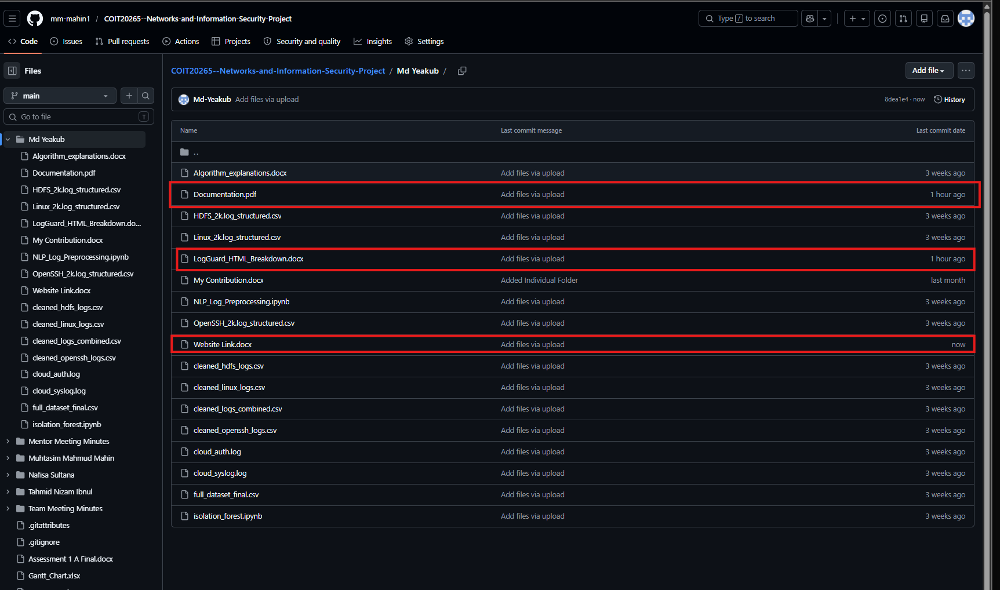 mm-mahin1 / COIT20265--Networks-and-Information-Security-Project
Type / to search
Code Issues Pull requests Actions Projects Security and quality Insights Settings
Files
main
Go to file T
Md Yeakub
Algorithm_explanations.docx
Documentation.pdf
HDFS_2k.log_structured.csv
Linux_2k.log_structured.csv
LogGuard_HTML_Breakdown.do...
My Contribution.docx
NLP_Log_Preprocessing.ipynb
OpenSSH_2k.log_structured.csv
Website Link.docx
cleaned_hdfs_logs.csv
cleaned_linux_logs.csv
cleaned_logs_combined.csv
cleaned_openssh_logs.csv
cloud_auth.log
cloud_syslog.log
full_dataset_final.csv
isolation_forest.ipynb
Mentor Meeting Minutes
Muhtasim Mahmud Mahin
Nafisa Sultana
Tahmid Nizam Ibnul
Team Meeting Minutes
.gitattributes
.gitignore
Assessment 1 A Final.docx
Gantt_Chart.xlsx
COIT20265--Networks-and-Information-Security-Project / Md Yeakub /
Add file
Md-Yeakub Add files via upload 8dea1e4 · now History
Name Last commit message Last commit date
..
Algorithm_explanations.docx Add files via upload 3 weeks ago
Documentation.pdf Add files via upload 1 hour ago
HDFS_2k.log_structured.csv Add files via upload 3 weeks ago
Linux_2k.log_structured.csv Add files via upload 3 weeks ago
LogGuard_HTML_Breakdown.docx Add files via upload 1 hour ago
My Contribution.docx Added Individual Folder last month
NLP_Log_Preprocessing.ipynb Add files via upload 3 weeks ago
OpenSSH_2k.log_structured.csv Add files via upload 3 weeks ago
Website Link.docx Add files via upload now
cleaned_hdfs_logs.csv Add files via upload 3 weeks ago
cleaned_linux_logs.csv Add files via upload 3 weeks ago
cleaned_logs_combined.csv Add files via upload 3 weeks ago
cleaned_openssh_logs.csv Add files via upload 3 weeks ago
cloud_auth.log Add files via upload 3 weeks ago
cloud_syslog.log Add files via upload 3 weeks ago
full_dataset_final.csv Add files via upload 3 weeks ago
isolation_forest.ipynb Add files via upload 3 weeks ago